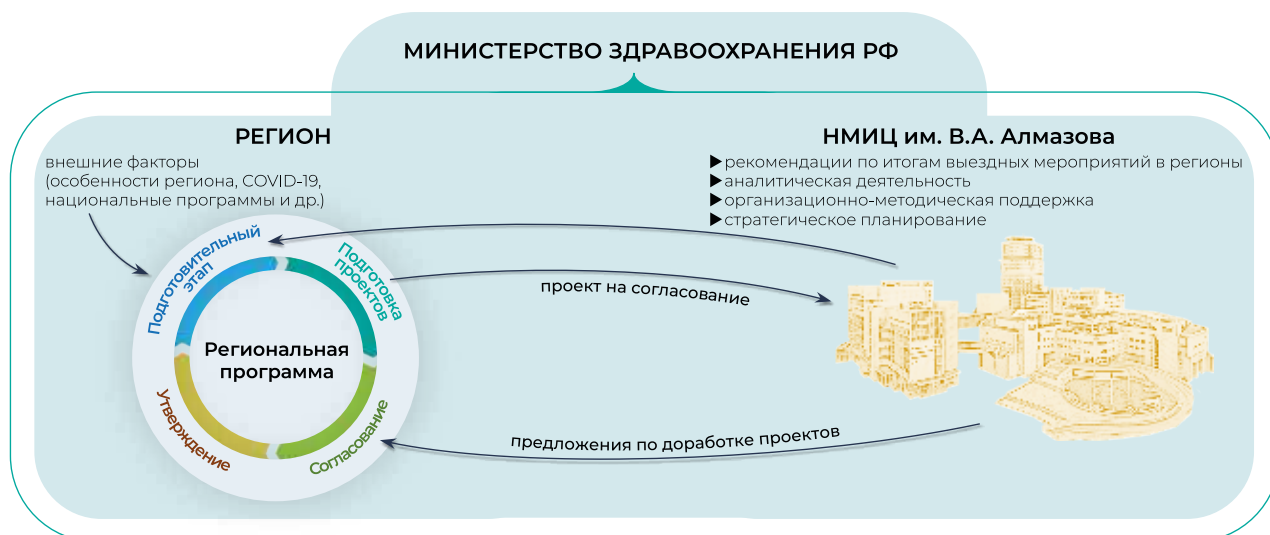 МИНИСТЕРСТВО ЗДРАВООХРАНЕНИЯ РФ
РЕГИОН
внешние факторы
(особенности региона, COVID-19,
национальные программы и др.)
НМИЦ им. В.А. Алмазова
▶рекомендации по итогам выездных мероприятий в регионы
▶аналитическая деятельность
▶организационно-методическая поддержка
▶стратегическое планирование
Подготовительный
этап
Подготовка
проектов
Региональная
программа
Утверждение
Согласование
проект на согласование
предложения по доработке проектов